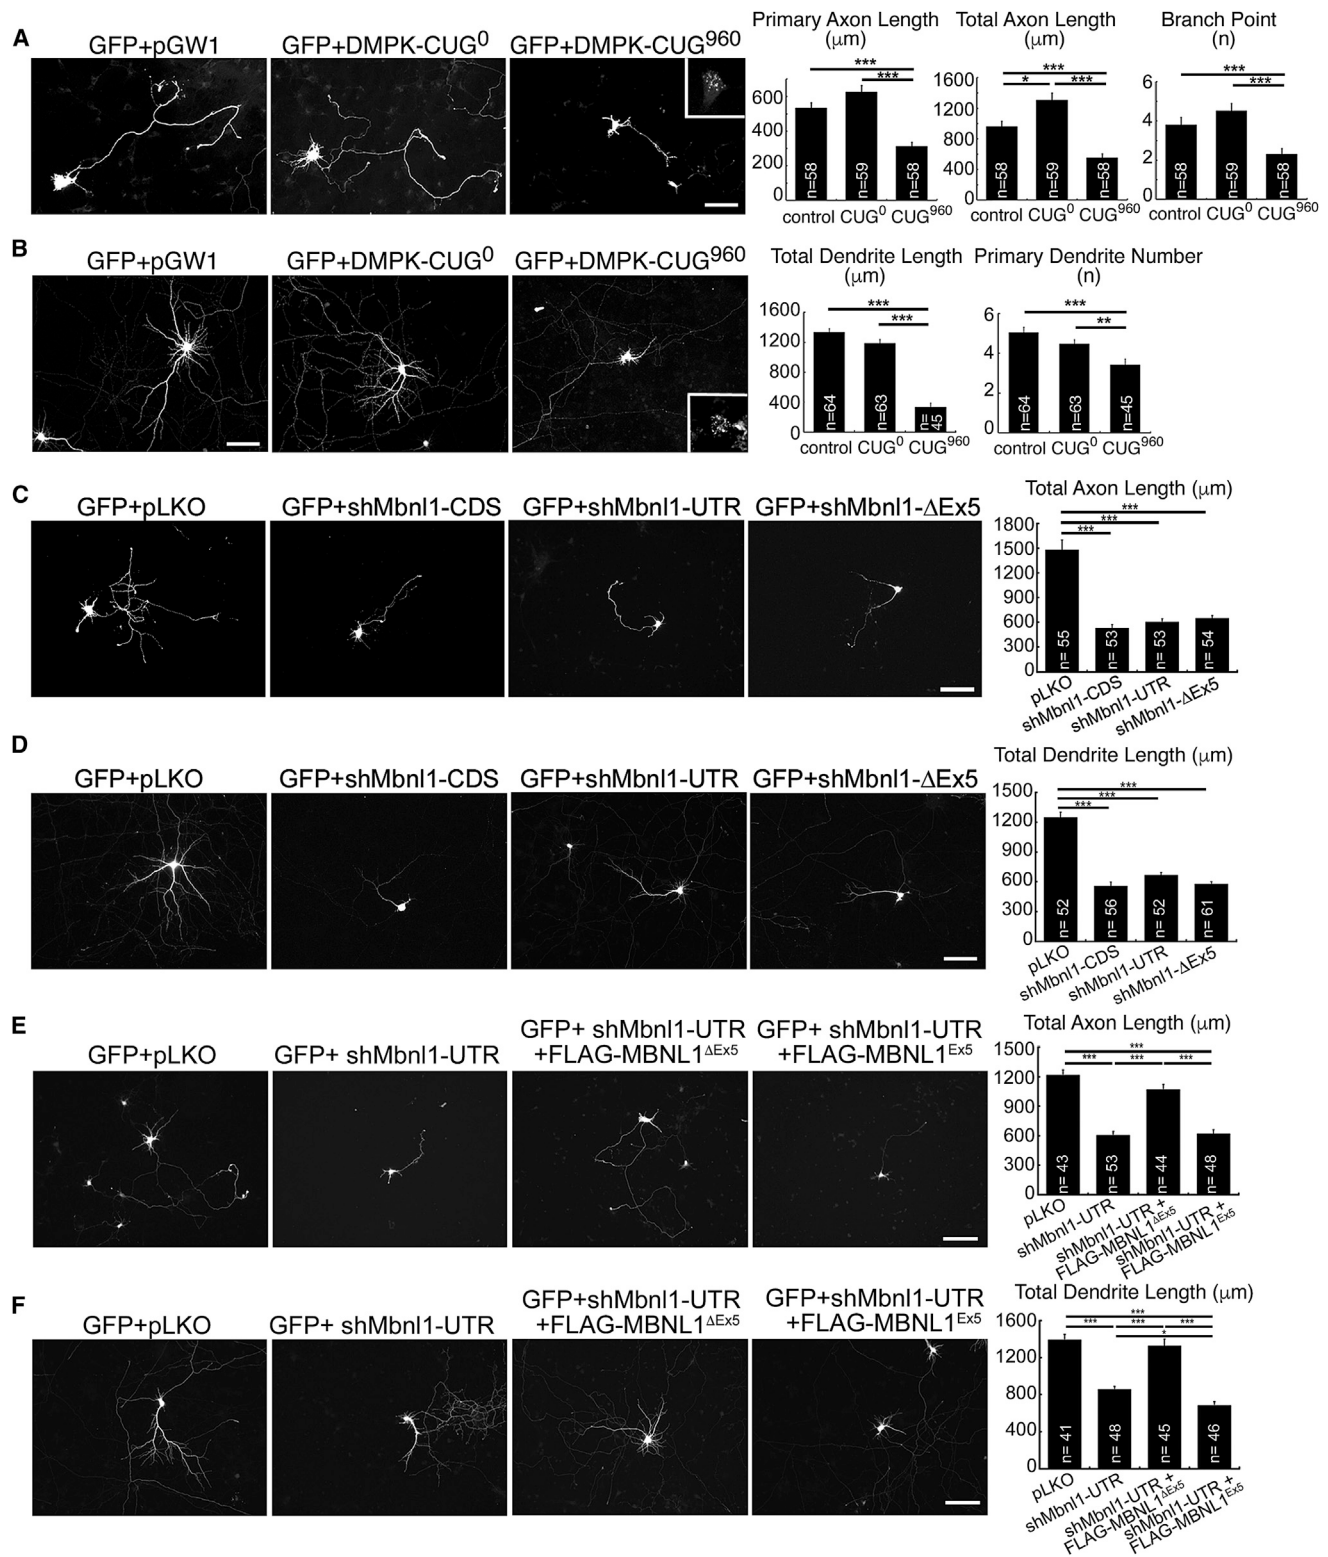 A
GFP+pGW1
GFP+DMPK-CUG⁰
GFP+DMPK-CUG⁹⁶⁰
Primary Axon Length
(μm)
***
***
600
400
200
0
n=58
n=59
n=58
control CUG⁰ CUG⁹⁶⁰
Total Axon Length
(μm)
***
* ***
1600
1200
800
400
0
n=58
n=59
n=58
control CUG⁰ CUG⁹⁶⁰
Branch Point
(n)
***
***
6
4
2
0
n=58
n=59
n=58
control CUG⁰ CUG⁹⁶⁰
B
GFP+pGW1
GFP+DMPK-CUG⁰
GFP+DMPK-CUG⁹⁶⁰
Total Dendrite Length
(μm)
***
***
1600
1200
800
400
0
n=64
n=63
n=
45
control CUG⁰ CUG⁹⁶⁰
Primary Dendrite Number
(n)
***
**
6
4
2
0
n=64
n=63
n=45
control CUG⁰ CUG⁹⁶⁰
C
GFP+pLKO
GFP+shMbnl1-CDS
GFP+shMbnl1-UTR
GFP+shMbnl1-ΔEx5
Total Axon Length (μm)
***
***
***
1800
1500
1200
900
600
300
0
n= 55
n= 53
n= 53
n= 54
pLKO
shMbnl1-CDS
shMbnl1-UTR
shMbnl1-ΔEx5
D
GFP+pLKO
GFP+shMbnl1-CDS
GFP+shMbnl1-UTR
GFP+shMbnl1-ΔEx5
Total Dendrite Length (μm)
***
***
***
1500
1200
900
600
300
0
n= 52
n= 56
n= 52
n= 61
pLKO
shMbnl1-CDS
shMbnl1-UTR
shMbnl1-ΔEx5
E
GFP+pLKO
GFP+ shMbnl1-UTR
GFP+ shMbnl1-UTR
+FLAG-MBNL1ΔEx5
GFP+ shMbnl1-UTR
+FLAG-MBNL1Ex5
Total Axon Length (μm)
***
*** *** ***
1500
1200
900
600
300
0
n= 43
n= 53
n= 44
n= 48
pLKO
shMbnl1-UTR
shMbnl1-UTR +
FLAG-MBNL1ΔEx5
shMbnl1-UTR +
FLAG-MBNL1Ex5
F
GFP+pLKO
GFP+ shMbnl1-UTR
GFP+shMbnl1-UTR
+FLAG-MBNL1ΔEx5
GFP+shMbnl1-UTR
+FLAG-MBNL1Ex5
Total Dendrite Length (μm)
***
*** *** ***
*
1600
1200
800
400
0
n= 41
n= 48
n= 45
n= 46
pLKO
shMbnl1-UTR
shMbnl1-UTR +
FLAG-MBNL1ΔEx5
shMbnl1-UTR +
FLAG-MBNL1Ex5